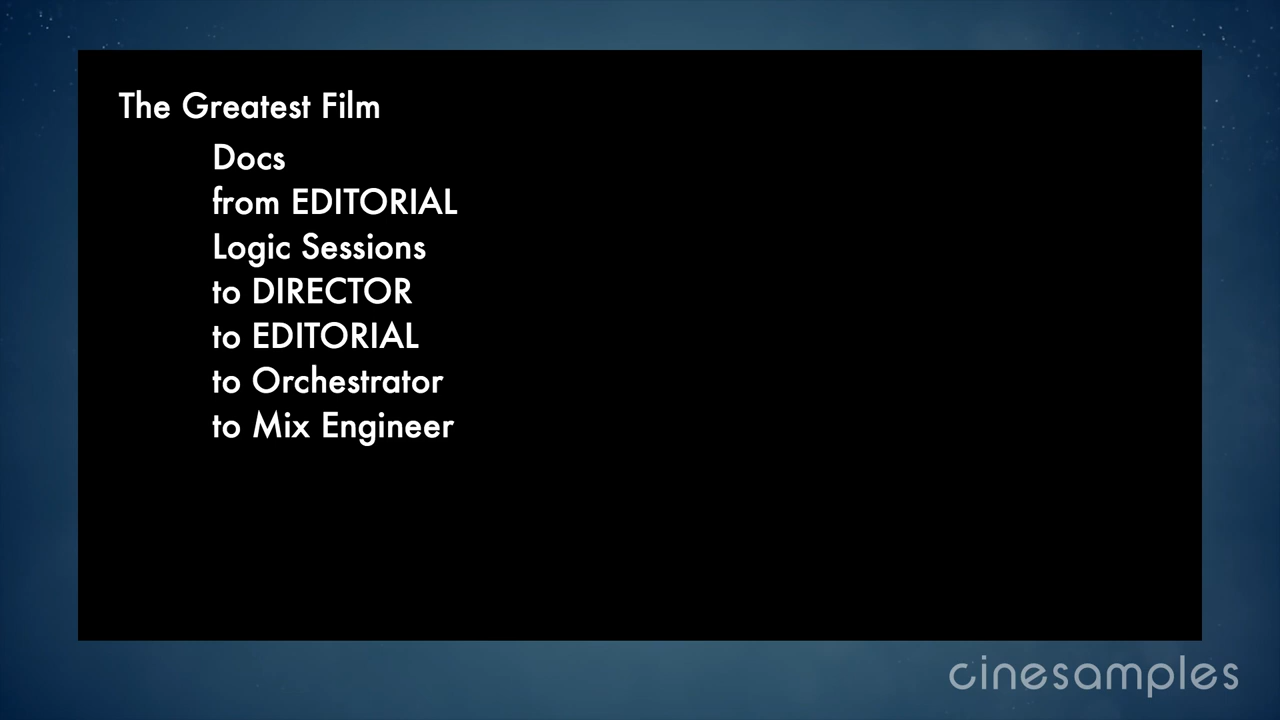 The Greatest Film
Docs
from EDITORIAL
Logic Sessions
to DIRECTOR
to EDITORIAL
to Orchestrator
to Mix Engineer
cinesamples